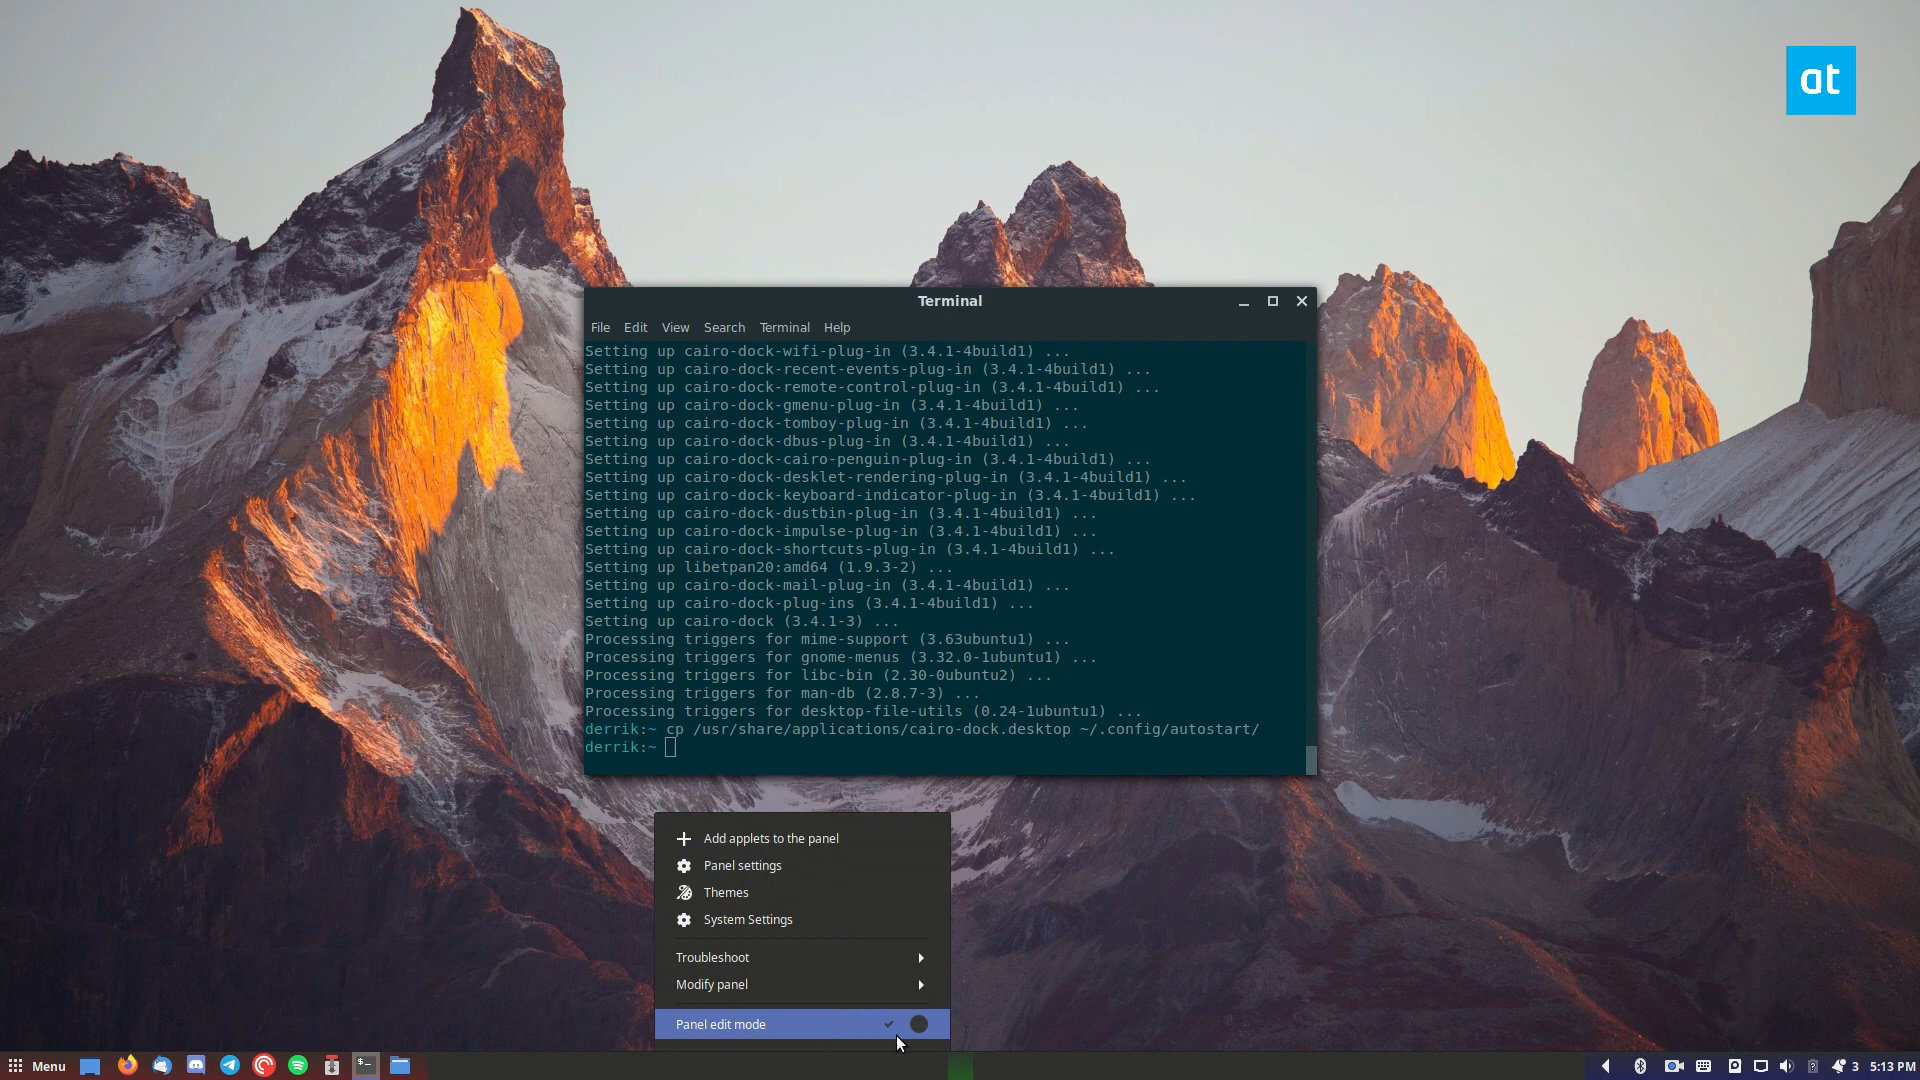 at
Terminal
File Edit View Search Terminal Help
Setting up cairo-dock-wifi-plug-in (3.4.1-4build1) ...
Setting up cairo-dock-recent-events-plug-in (3.4.1-4build1) ...
Setting up cairo-dock-remote-control-plug-in (3.4.1-4build1) ...
Setting up cairo-dock-gmenu-plug-in (3.4.1-4build1) ...
Setting up cairo-dock-tomboy-plug-in (3.4.1-4build1) ...
Setting up cairo-dock-dbus-plug-in (3.4.1-4build1) ...
Setting up cairo-dock-cairo-penguin-plug-in (3.4.1-4build1) ...
Setting up cairo-dock-desklet-rendering-plug-in (3.4.1-4build1) ...
Setting up cairo-dock-keyboard-indicator-plug-in (3.4.1-4build1) ...
Setting up cairo-dock-dustbin-plug-in (3.4.1-4build1) ...
Setting up cairo-dock-impulse-plug-in (3.4.1-4build1) ...
Setting up cairo-dock-shortcuts-plug-in (3.4.1-4build1) ...
Setting up libetpan20:amd64 (1.9.3-2) ...
Setting up cairo-dock-mail-plug-in (3.4.1-4build1) ...
Setting up cairo-dock-plug-ins (3.4.1-4build1) ...
Setting up cairo-dock (3.4.1-3) ...
Processing triggers for mime-support (3.63ubuntu1) ...
Processing triggers for gnome-menus (3.32.0-1ubuntu1) ...
Processing triggers for libc-bin (2.30-0ubuntu2) ...
Processing triggers for man-db (2.8.7-3) ...
Processing triggers for desktop-file-utils (0.24-1ubuntu1) ...
derrik:~ cp /usr/share/applications/cairo-dock.desktop ~/.config/autostart/
derrik:~
Add applets to the panel
Panel settings
Themes
System Settings
Troubleshoot
Modify panel
Panel edit mode
Menu $_ 3 5:13 PM